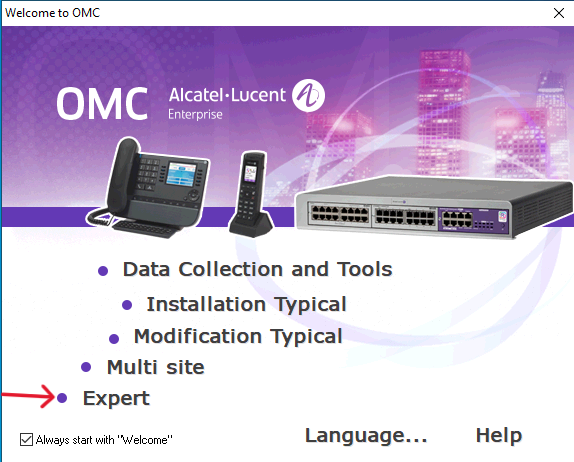 Welcome to OMC
OMC Alcatel·Lucent
Enterprise
Data Collection and Tools
Installation Typical
Modification Typical
Multi site
Expert
Always start with "Welcome"
Language... Help